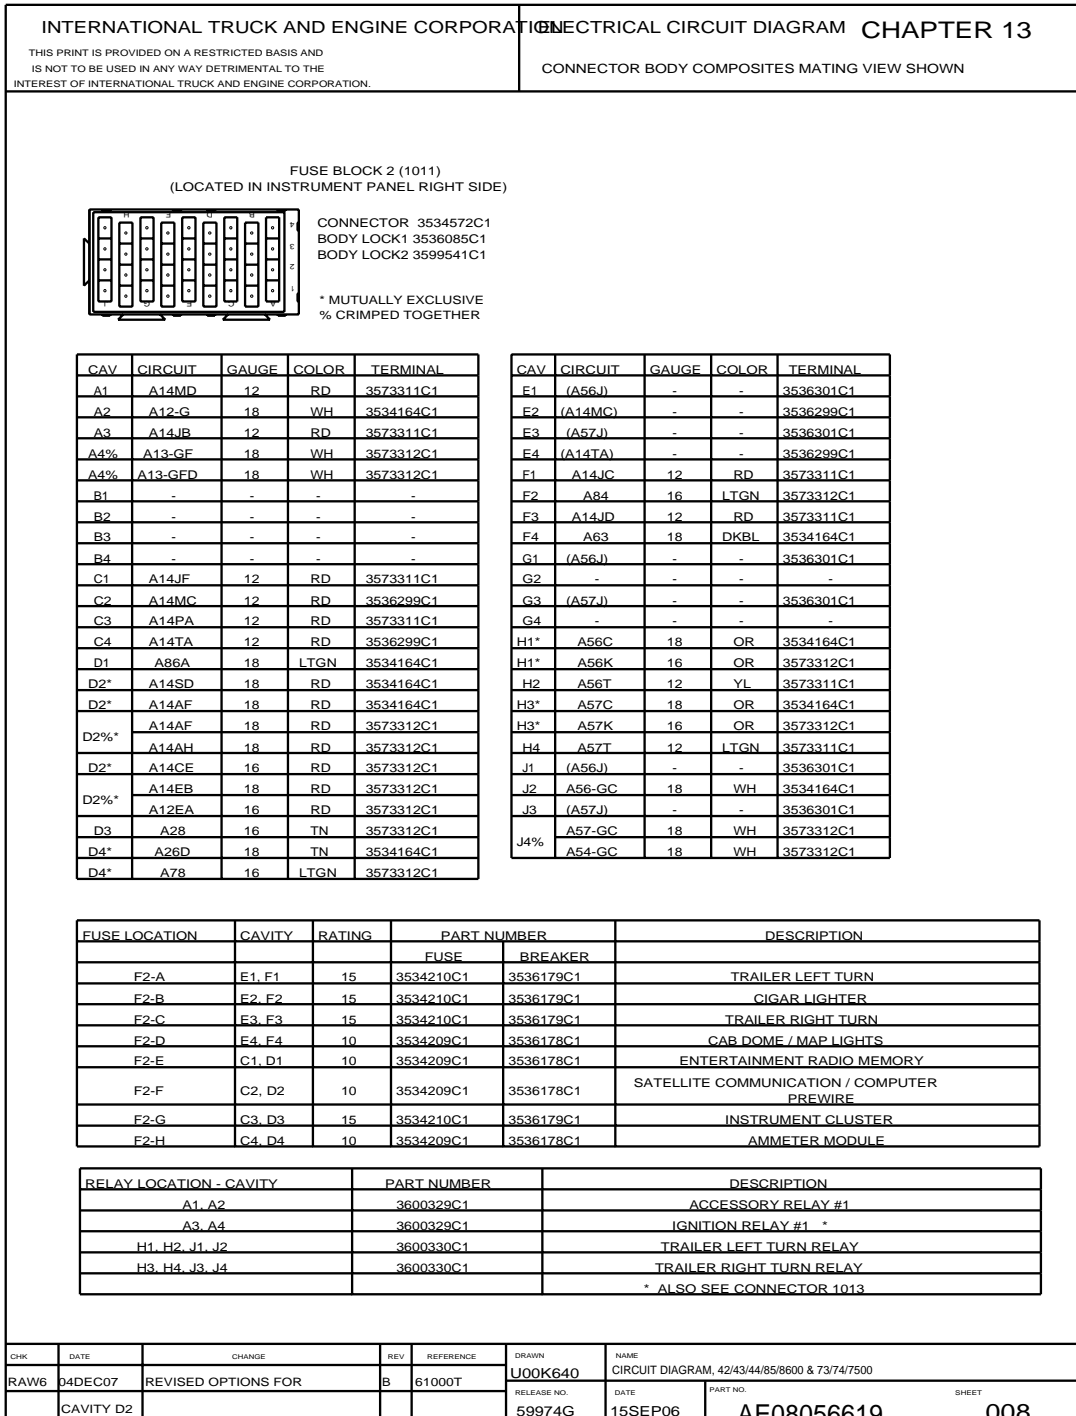 INTERNATIONAL TRUCK AND ENGINE CORPORATION
THIS PRINT IS PROVIDED ON A RESTRICTED BASIS AND
IS NOT TO BE USED IN ANY WAY DETRIMENTAL TO THE
INTEREST OF INTERNATIONAL TRUCK AND ENGINE CORPORATION.
ELECTRICAL CIRCUIT DIAGRAM CHAPTER 13
CONNECTOR BODY COMPOSITES MATING VIEW SHOWN
FUSE BLOCK 2 (1011)
(LOCATED IN INSTRUMENT PANEL RIGHT SIDE)
H F D B
4 3 2 1
J G E C A
CONNECTOR 3534572C1
BODY LOCK1 3536085C1
BODY LOCK2 3599541C1
* MUTUALLY EXCLUSIVE
% CRIMPED TOGETHER
CAV CIRCUIT GAUGE COLOR TERMINAL
A1 A14MD 12 RD 3573311C1
A2 A12-G 18 WH 3534164C1
A3 A14JB 12 RD 3573311C1
A4% A13-GF 18 WH 3573312C1
A4% A13-GFD 18 WH 3573312C1
B1 - - - -
B2 - - - -
B3 - - - -
B4 - - - -
C1 A14JF 12 RD 3573311C1
C2 A14MC 12 RD 3536299C1
C3 A14PA 12 RD 3573311C1
C4 A14TA 12 RD 3536299C1
D1 A86A 18 LTGN 3534164C1
D2* A14SD 18 RD 3534164C1
D2* A14AF 18 RD 3534164C1
D2%* A14AF 18 RD 3573312C1
A14AH 18 RD 3573312C1
D2* A14CE 16 RD 3573312C1
D2%* A14EB 18 RD 3573312C1
A12EA 16 RD 3573312C1
D3 A28 16 TN 3573312C1
D4* A26D 18 TN 3534164C1
D4* A78 16 LTGN 3573312C1
CAV CIRCUIT GAUGE COLOR TERMINAL
E1 (A56J) - - 3536301C1
E2 (A14MC) - - 3536299C1
E3 (A57J) - - 3536301C1
E4 (A14TA) - - 3536299C1
F1 A14JC 12 RD 3573311C1
F2 A84 16 LTGN 3573312C1
F3 A14JD 12 RD 3573311C1
F4 A63 18 DKBL 3534164C1
G1 (A56J) - - 3536301C1
G2 - - - -
G3 (A57J) - - 3536301C1
G4 - - - -
H1* A56C 18 OR 3534164C1
H1* A56K 16 OR 3573312C1
H2 A56T 12 YL 3573311C1
H3* A57C 18 OR 3534164C1
H3* A57K 16 OR 3573312C1
H4 A57T 12 LTGN 3573311C1
J1 (A56J) - - 3536301C1
J2 A56-GC 18 WH 3534164C1
J3 (A57J) - - 3536301C1
J4% A57-GC 18 WH 3573312C1
A54-GC 18 WH 3573312C1
FUSE LOCATION CAVITY RATING PART NUMBER DESCRIPTION
FUSE BREAKER
F2-A E1, F1 15 3534210C1 3536179C1 TRAILER LEFT TURN
F2-B E2, F2 15 3534210C1 3536179C1 CIGAR LIGHTER
F2-C E3, F3 15 3534210C1 3536179C1 TRAILER RIGHT TURN
F2-D E4, F4 10 3534209C1 3536178C1 CAB DOME / MAP LIGHTS
F2-E C1, D1 10 3534209C1 3536178C1 ENTERTAINMENT RADIO MEMORY
F2-F C2, D2 10 3534209C1 3536178C1 SATELLITE COMMUNICATION / COMPUTER
PREWIRE
F2-G C3, D3 15 3534210C1 3536179C1 INSTRUMENT CLUSTER
F2-H C4, D4 10 3534209C1 3536178C1 AMMETER MODULE
RELAY LOCATION - CAVITY PART NUMBER DESCRIPTION
A1, A2 3600329C1 ACCESSORY RELAY #1
A3, A4 3600329C1 IGNITION RELAY #1 *
H1, H2, J1, J2 3600330C1 TRAILER LEFT TURN RELAY
H3, H4, J3, J4 3600330C1 TRAILER RIGHT TURN RELAY
* ALSO SEE CONNECTOR 1013
CHK DATE CHANGE REV REFERENCE
RAW6 04DEC07 REVISED OPTIONS FOR B 61000T
CAVITY D2
DRAWN
U00K640
NAME
CIRCUIT DIAGRAM, 42/43/44/85/8600 & 73/74/7500
RELEASE NO.
59974G
DATE
15SEP06
PART NO.
AE08056619
SHEET
008